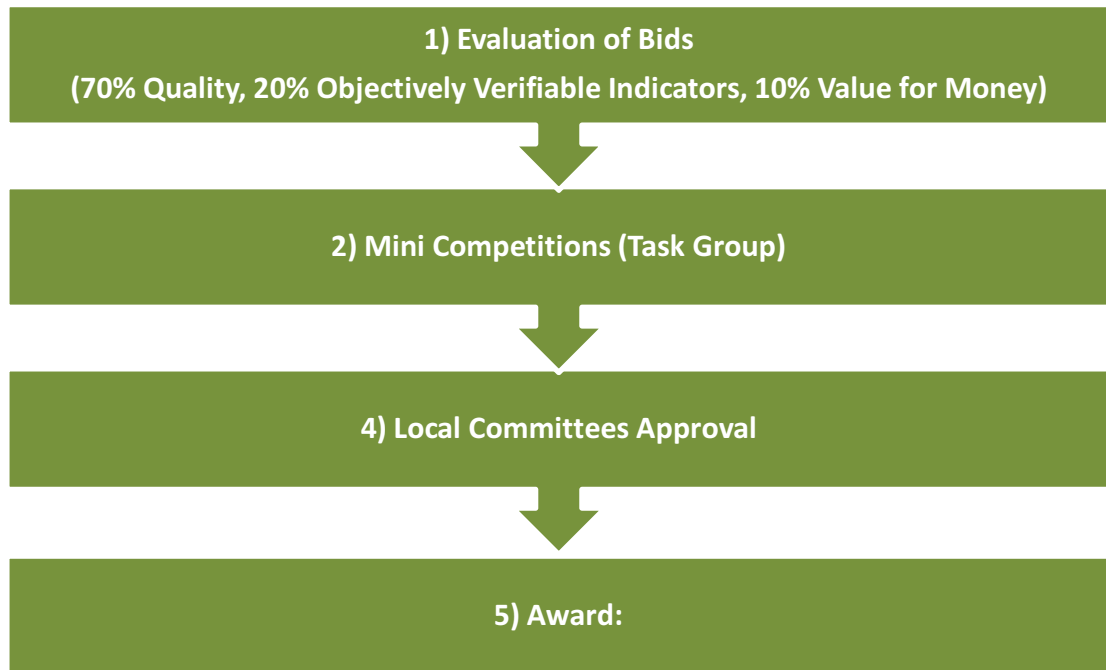 1) Evaluation of Bids
(70% Quality, 20% Objectively Verifiable Indicators, 10% Value for Money)
2) Mini Competitions (Task Group)
4) Local Committees Approval
5) Award: